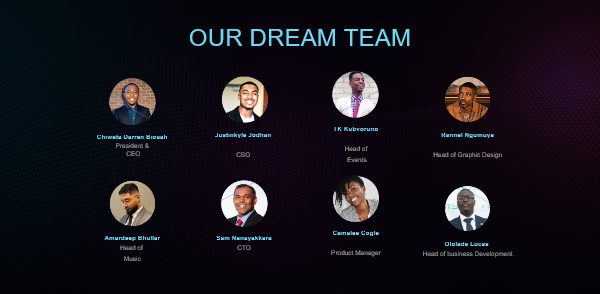 OUR DREAM TEAM
Chiweta Darren Biosah
President &
CEO
Justinkyle Jodhan
CSO
I K Kubvoruno
Head of
Events
Hannel Ngumuya
Head of Graphic Design
Amardeep Bhullar
Head of
Music
Sam Nanayakkara
CTO
Camalee Cogle
Product Manager
Ololade Lucas
Head of business Development